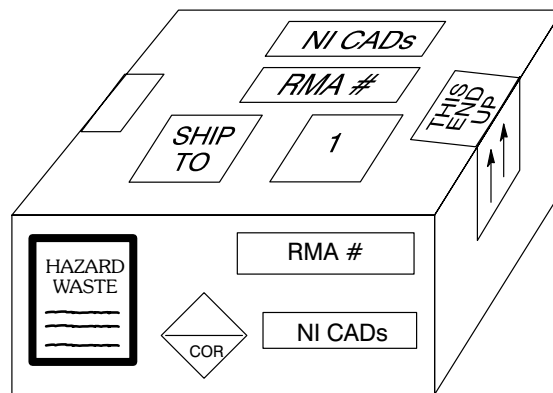 NI CADs
RMA #
THIS
END
UP
SHIP
TO
1
HAZARD
WASTE
RMA #
COR
NI CADs